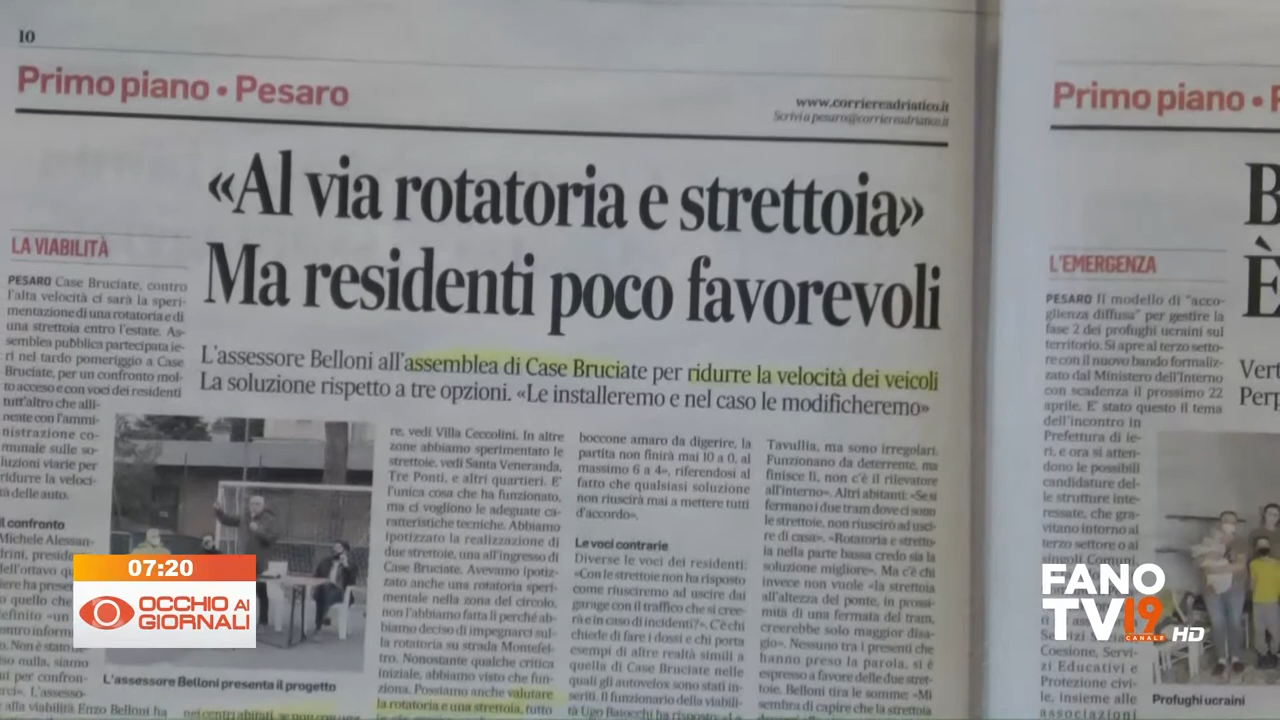 10
Primo piano • Pesaro
www.corriereadriatico.it
Scrivi a pesaro@corriereadriatico.it
«Al via rotatoria e strettoia»
Ma residenti poco favorevoli
L'assessore Belloni all'assemblea di Case Bruciate per ridurre la velocità dei veicoli
La soluzione rispetto a tre opzioni. «Le installeremo e nel caso le modificheremo»
LA VIABILITÀ
PESARO Case Bruciate, contro
l'alta velocità ci sarà la speri-
mentazione di una rotatoria e di
una strettoia entro l'estate. As-
semblea pubblica partecipata ie-
ri nel tardo pomeriggio a Case
Bruciate, per un confronto mol-
to acceso e con voci dei residenti
tutt'altro che alli-
neate con l'ammi-
nistrazione co-
munale sulle so-
luzioni viarie per
ridurre la veloci-
tà delle auto.
Il confronto
Michele Alessan-
drini, presid
dell'ottavo q
L'assessore Belloni presenta il progetto
alla viabilità Enzo Belloni ha
nei centri abitati, se non con una
re, vedi Villa Ceccolini. In altre
zone abbiamo sperimentato le
strettoie, vedi Santa Veneranda,
Tre Ponti, e altri quartieri. E'
l'unica cosa che ha funzionato,
ma ci vogliono le adeguate ca-
ratteristiche tecniche. Abbiamo
ipotizzato la realizzazione di
due strettoie, una all'ingresso di
Case Bruciate. Avevamo ipotiz-
zato anche una rotatoria speri-
mentale nella zona del circolo,
non l'abbiamo fatta lì perché ab-
biamo deciso di impegnarci sul-
la rotatoria su strada Montefel-
tro. Nonostante qualche critica
iniziale, abbiamo visto che fun-
ziona. Possiamo anche valutare
la rotatoria e una strettoia, tutto
boccone amaro da digerire, la
partita non finirà mai 10 a 0, al
massimo 6 a 4», riferendosi al
fatto che qualsiasi soluzione
non riuscirà mai a mettere tutti
d'accordo».
Le voci contrarie
Diverse le voci dei residenti:
«Con le strettoie non ha risposto
come riusciremo ad uscire dai
garage con il traffico che si cree-
rà e in caso di incidenti?». C'è chi
chiede di fare i dossi e chi porta
esempi di altre realtà simili a
quella di Case Bruciate nelle
quali gli autovelox sono stati in-
seriti. Il funzionario della viabili-
tà Ugo Baiocchi ha risposto: «A
Tavullia, ma sono irregolari.
Funzionano da deterrente, ma
finisce lì, non c'è il rilevatore
all'interno». Altri abitanti: «Se si
fermano i due tram dove ci sono
le strettoie, non riuscirò ad usci-
re di casa». «Rotatoria e stretto-
ia nella parte bassa credo sia la
soluzione migliore». Ma c'è chi
invece non vuole «la strettoia
all'altezza del ponte, in prossi-
mità di una fermata del tram,
creerebbe solo maggior disa-
gio». Nessuno tra i presenti che
hanno preso la parola, si è
espresso a favore delle due stret-
toie. Belloni tira le somme: «Mi
sembra di capire che la strettoia
Primo piano •
L'EMERGENZA
PESARO Il modello di "acco-
glienza diffusa" per gestire la
fase 2 dei profughi ucraini sul
territorio. Si apre al terzo setto-
re con il nuovo bando formaliz-
zato dal Ministero dell'Interno
con scadenza il prossimo 22
aprile. E' stato questo il tema
dell'incontro in
Prefettura di ie-
ri, e ora si atten-
dono le possibili
candidature del-
le strutture inte-
ressate, che gra-
vitano intorno al
terzo settore o ai
singoli Comuni
Coesione, Servi-
zi Educativi e
Protezione civi-
le, insieme alle
associazioni
B
È
Vert
Perp
Profughi ucraini
07:20
OCCHIO AI
GIORNALI
FANO
TV 19
CANALE
HD